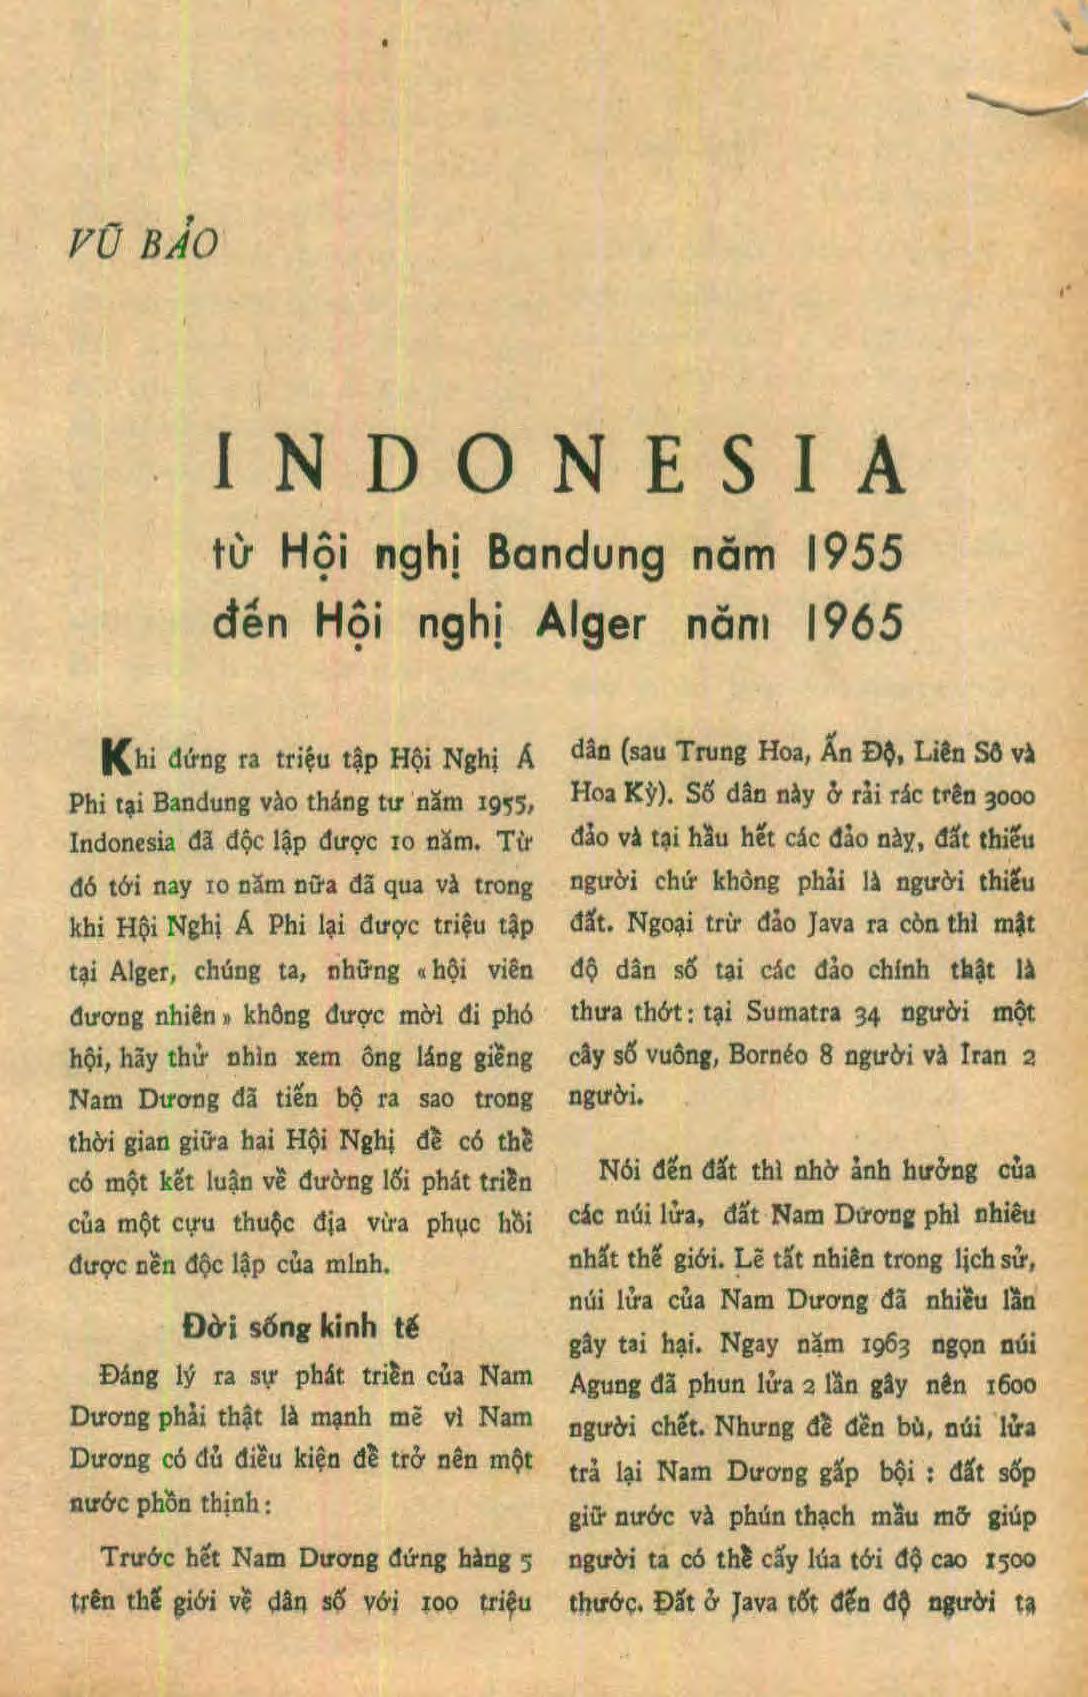 VŨ BẢO
INDONESIA
từ Hội nghị Bandung năm 1955
đến Hội nghị Alger năm 1965
Khi đứng ra triệu tập Hội Nghị Á
Phi tại Bandung vào tháng tư năm 1955,
Indonesia đã độc lập được 10 năm. Từ
đó tới nay 10 năm nữa đã qua và trong
khi Hội Nghị Á Phi lại được triệu tập
tại Alger, chúng ta, những «hội viên
đương nhiên» không được mời đi phó
hội, hãy thử nhìn xem ông láng giềng
Nam Dương đã tiến bộ ra sao trong
thời gian giữa hai Hội Nghị để có thể
có một kết luận về đường lối phát triển
của một cựu thuộc địa vừa phục hồi
được nền độc lập của mình.
Đời sống kinh tế
Đáng lý ra sự phát triển của Nam
Dương phải thật là mạnh mẽ vì Nam
Dương có đủ điều kiện để trở nên một
nước phồn thịnh:
Trước hết Nam Dương đứng hàng 5
trên thế giới về dân số với 100 triệu
dân (sau Trung Hoa, Ấn Độ, Liên Sô và
Hoa Kỳ). Số dân này ở rải rác trên 3000
đảo và tại hầu hết các đảo này, đất thiếu
người chứ không phải là người thiếu
đất. Ngoại trừ đảo Java ra còn thì mật
độ dân số tại các đảo chính thật là
thưa thớt: tại Sumatra 34 người một
cây số vuông, Bornéo 8 người và Iran 2
người.
Nói đến đất thì nhờ ảnh hưởng của
các núi lửa, đất Nam Dương phì nhiêu
nhất thế giới. Lẽ tất nhiên trong lịch sử,
núi lửa của Nam Dương đã nhiều lần
gây tai hại. Ngay năm 1963 ngọn núi
Agung đã phun lửa 2 lần gây nên 1600
người chết. Nhưng để đền bù, núi lửa
trả lại Nam Dương gấp bội : đất sốp
giữ nước và phún thạch mầu mỡ giúp
người ta có thể cấy lúa tới độ cao 1500
thước. Đất ở Java tốt đến độ người ta